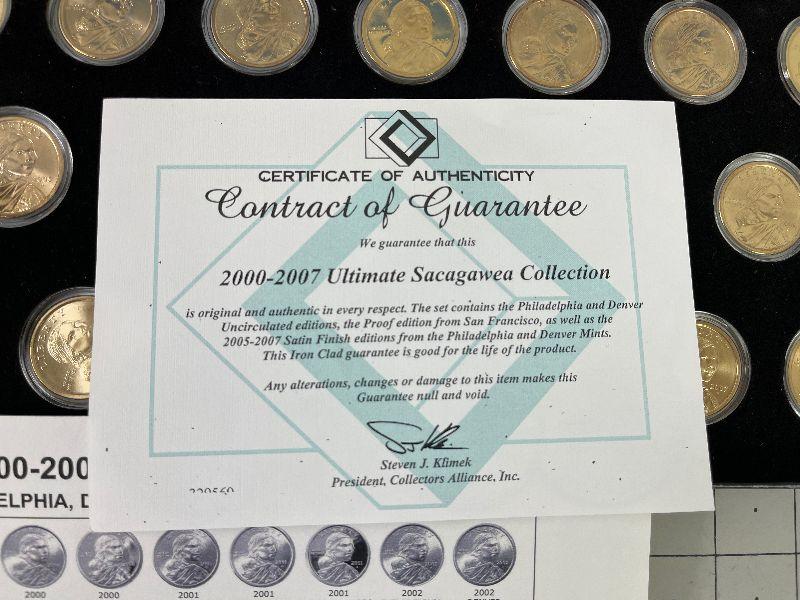 CERTIFICATE OF AUTHENTICITY
Contract of Guarantee
We guarantee that this
2000-2007 Ultimate Sacagawea Collection
is original and authentic in every respect. The set contains the Philadelphia and Denver
Uncirculated editions, the Proof edition from San Francisco, as well as the
2005-2007 Satin Finish editions from the Philadelphia and Denver Mints.
This Iron Clad guarantee is good for the life of the product.
Any alterations, changes or damage to this item makes this
Guarantee null and void.
Steven J. Klimek
President, Collectors Alliance, Inc.
00-200
ELPHIA, D
2000 2000 2001 2001 2001 2002 2002